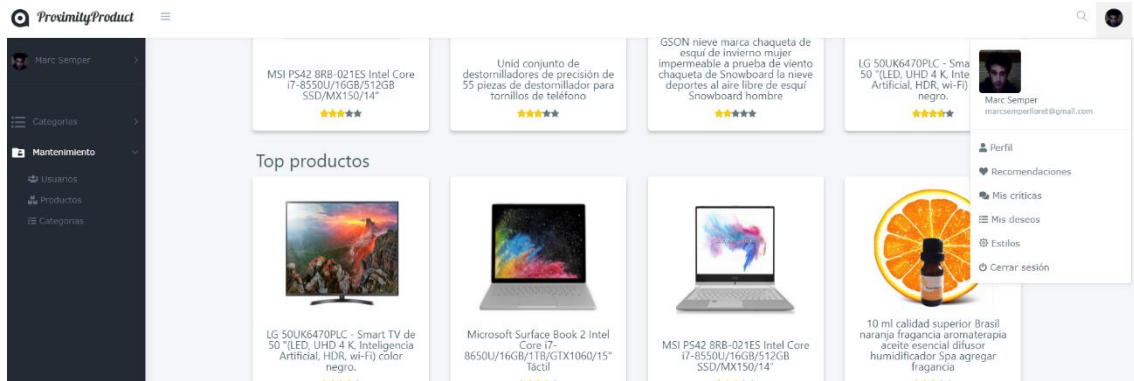 ProximityProduct
Marc Semper
Categorias
Mantenimiento
Usuarios
Productos
Categorias
MSI PS42 8RB-021ES Intel Core
i7-8550U/16GB/512GB
SSD/MX150/14"
Unid conjunto de
destornilladores de precisión de
55 piezas de destornillador para
tornillos de teléfono
GSON nieve marca chaqueta de
esquí de invierno mujer
impermeable a prueba de viento
chaqueta de Snowboard la nieve
deportes al aire libre de esquí
Snowboard hombre
LG 50UK6470PLC - Sma
50 "(LED, UHD 4 K, Inte
Artificial, HDR, wi-Fi)
negro.
Marc Semper
marcsemperlloret@gmail.com
Perfil
Recomendaciones
Mis críticas
Mis deseos
Estilos
Cerrar sesión
Top productos
LG 50UK6470PLC - Smart TV de
50 "(LED, UHD 4 K, Inteligencia
Artificial, HDR, wi-Fi) color
negro.
Microsoft Surface Book 2 Intel
Core i7-
8650U/16GB/1TB/GTX1060/15"
Táctil
MSI PS42 8RB-021ES Intel Core
i7-8550U/16GB/512GB
SSD/MX150/14"
10 ml calidad superior Brasil
naranja fragancia aromaterapia
aceite esencial difusor
humidificador Spa agregar
fragancia